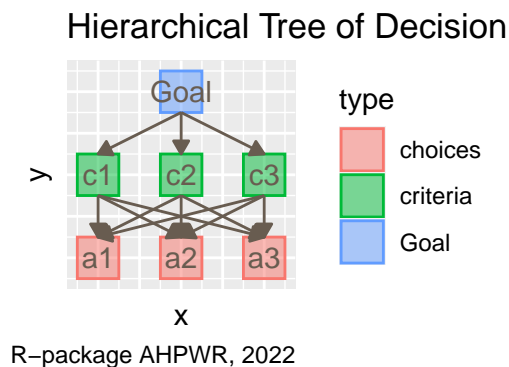 Hierarchical Tree of Decision
Goal
c1 c2 c3
a1 a2 a3
y
x
type
choices
criteria
Goal
R−package AHPWR, 2022